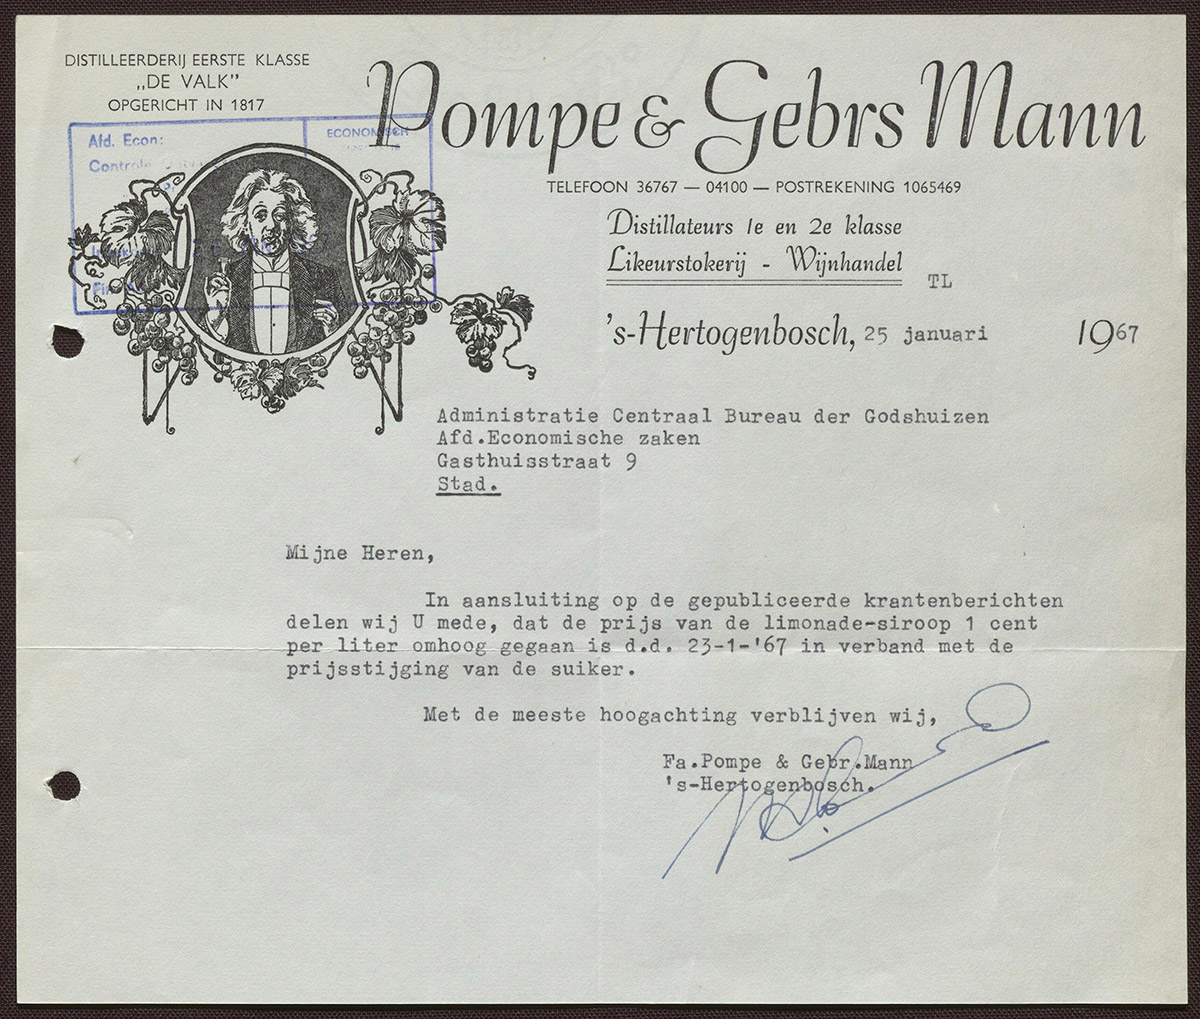 DISTILLEERDERIJ EERSTE KLASSE
„DE VALK”
OPGERICHT IN 1817
Pompe & Gebrs Mann
TELEFOON 36767 — 04100 — POSTREKENING 1065469
Distillateurs 1e en 2e klasse
Likeurstokerij - Wijnhandel
TL
Afd. Econ:
ECONOMISCH
's-Hertogenbosch, 25 januari 1967
Administratie Centraal Bureau der Godshuizen
Afd.Economische zaken
Gasthuisstraat 9
Stad.
Mijne Heren,
In aansluiting op de gepubliceerde krantenberichten
delen wij U mede, dat de prijs van de limonade-siroop 1 cent
per liter omhoog gegaan is d.d. 23-1-'67 in verband met de
prijsstijging van de suiker.
Met de meeste hoogachting verblijven wij,
Fa.Pompe & Gebr.Mann
's-Hertogenbosch.